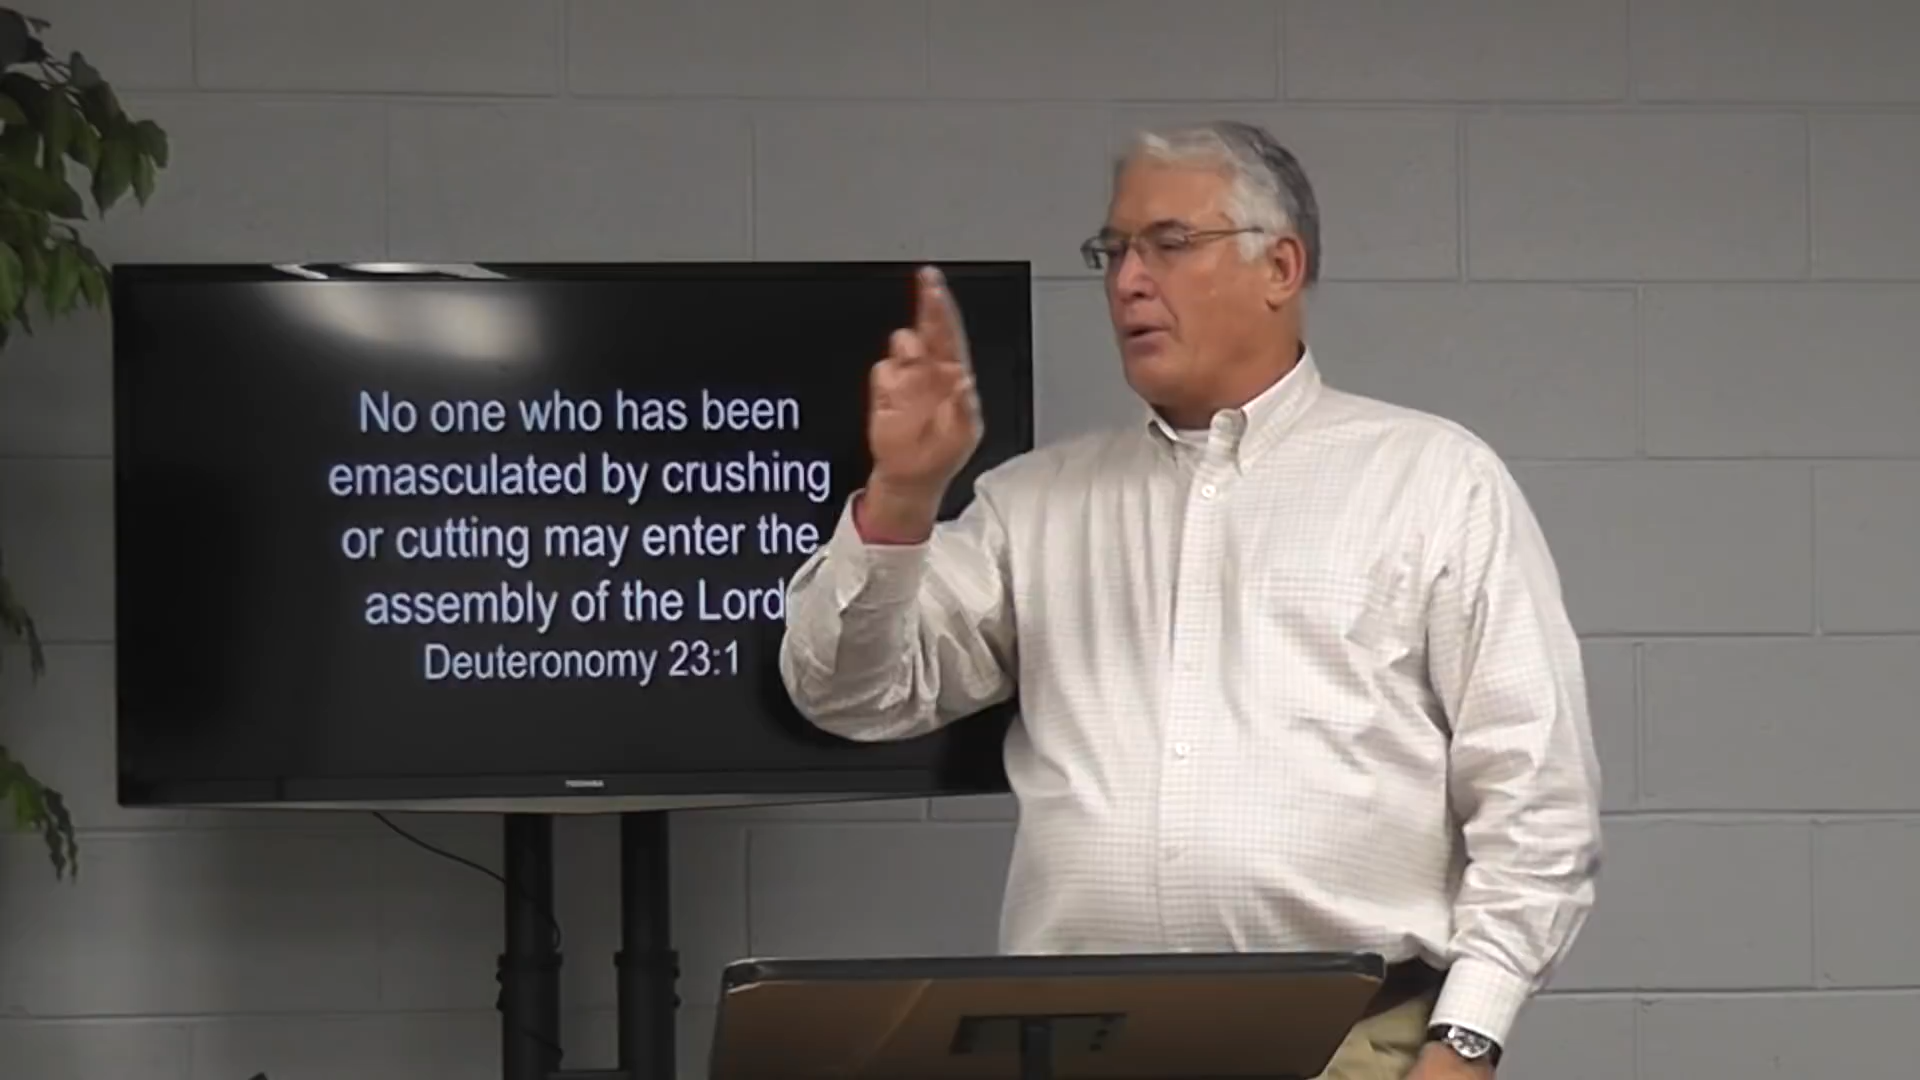 No one who has been
emasculated by crushing
or cutting may enter the
assembly of the Lord
Deuteronomy 23:1
TOSHIBA